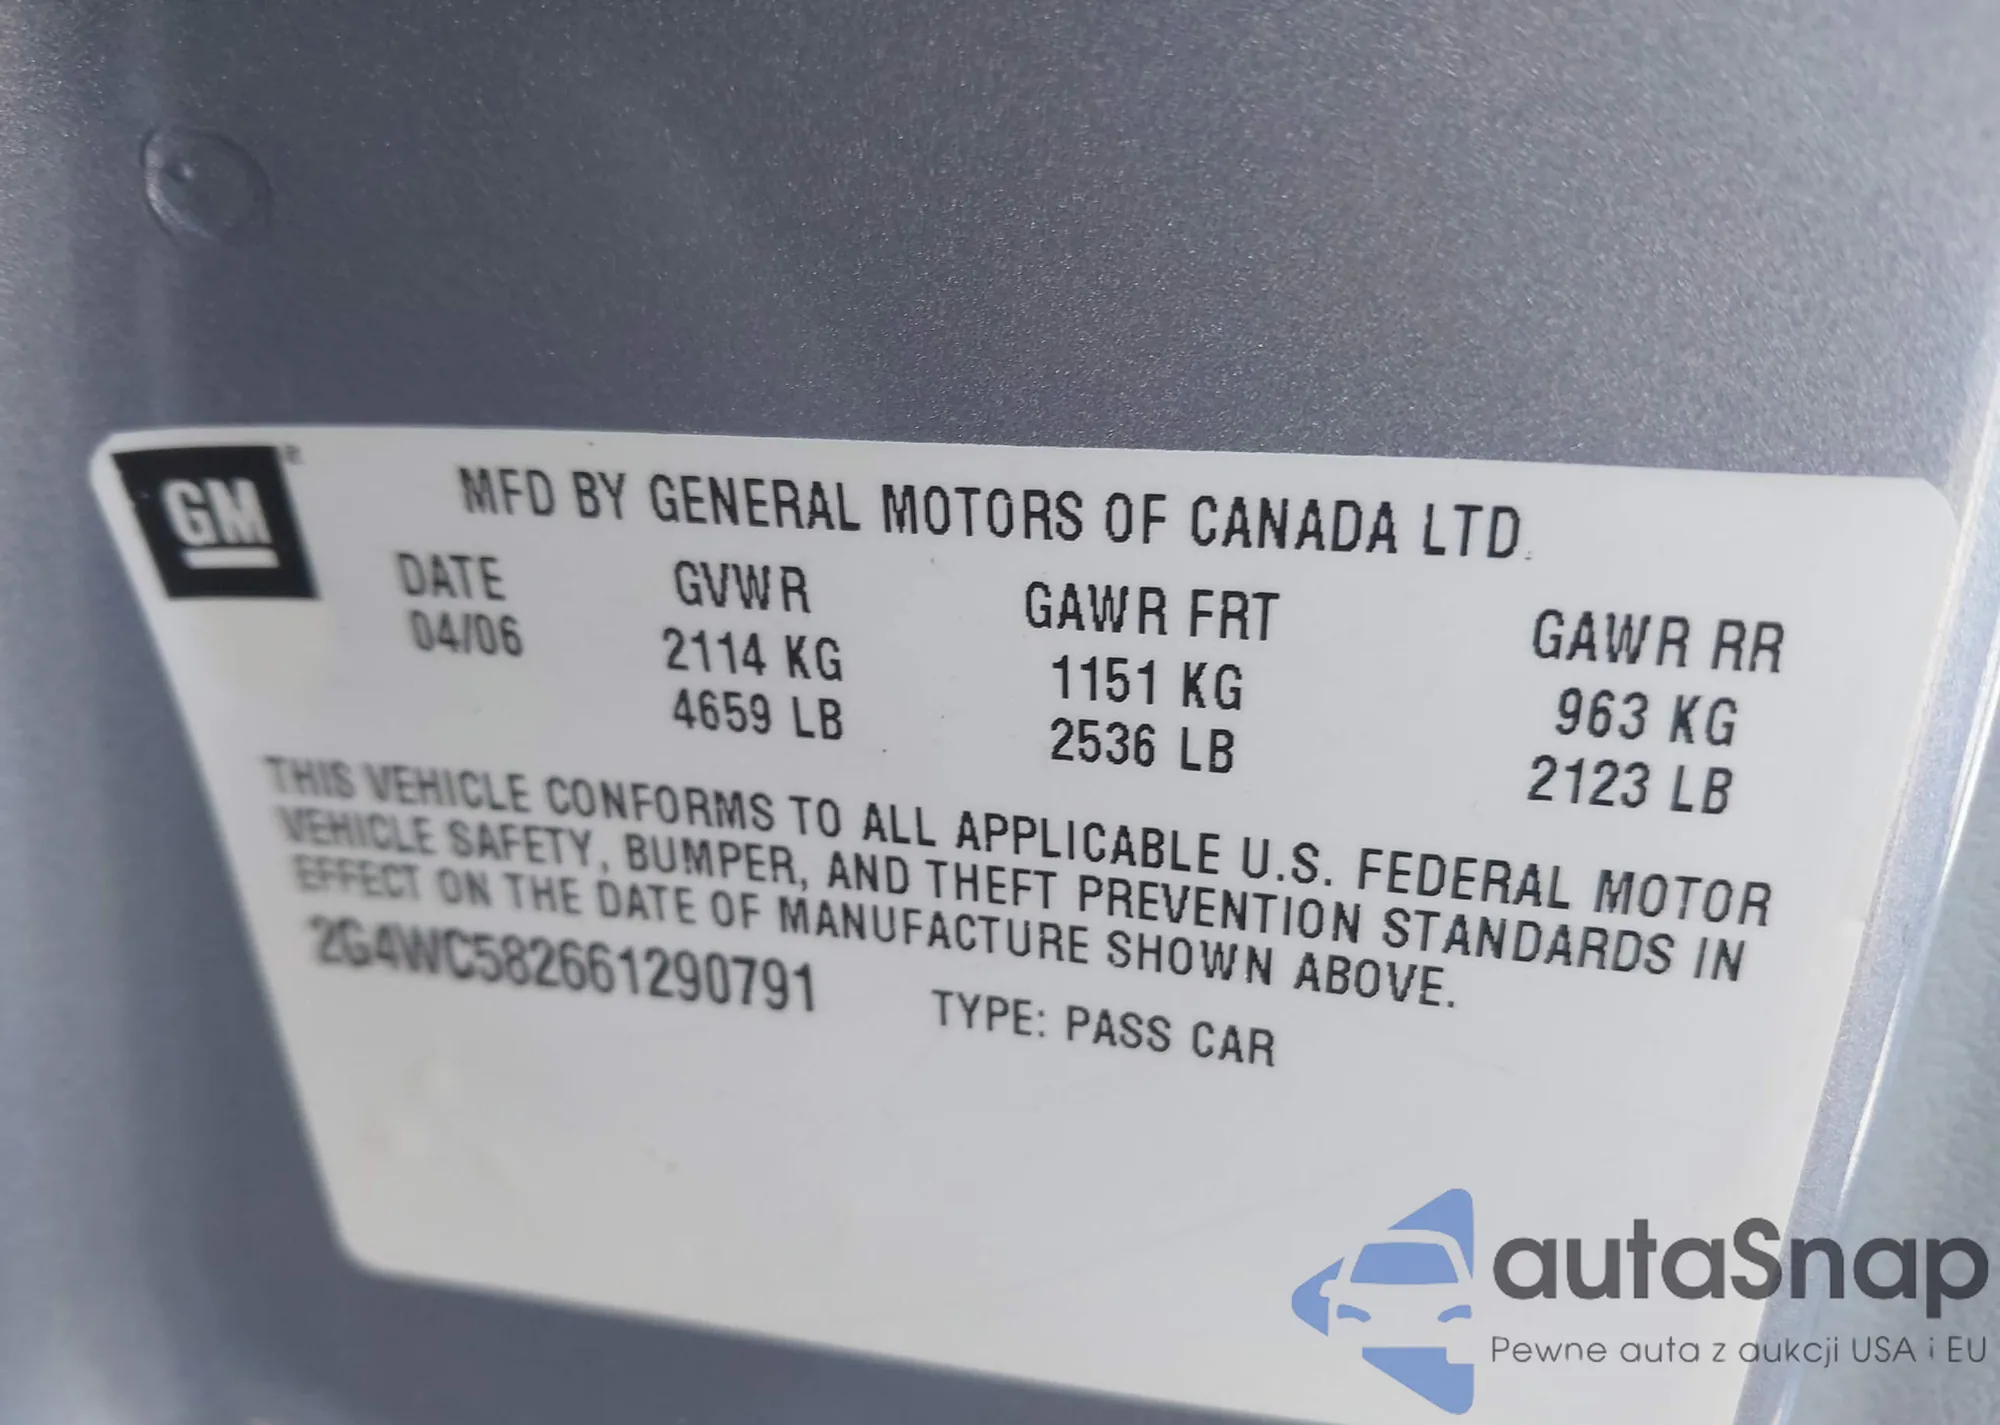 GM
MFD BY GENERAL MOTORS OF CANADA LTD.
DATE GVWR GAWR FRT GAWR RR
04/06 2114 KG 1151 KG 963 KG
4659 LB 2536 LB 2123 LB
THIS VEHICLE CONFORMS TO ALL APPLICABLE U.S. FEDERAL MOTOR
VEHICLE SAFETY, BUMPER, AND THEFT PREVENTION STANDARDS IN
EFFECT ON THE DATE OF MANUFACTURE SHOWN ABOVE.
2G4WC582661290791 TYPE: PASS CAR
autaSnap
Pewne auta z aukcji USA i EU